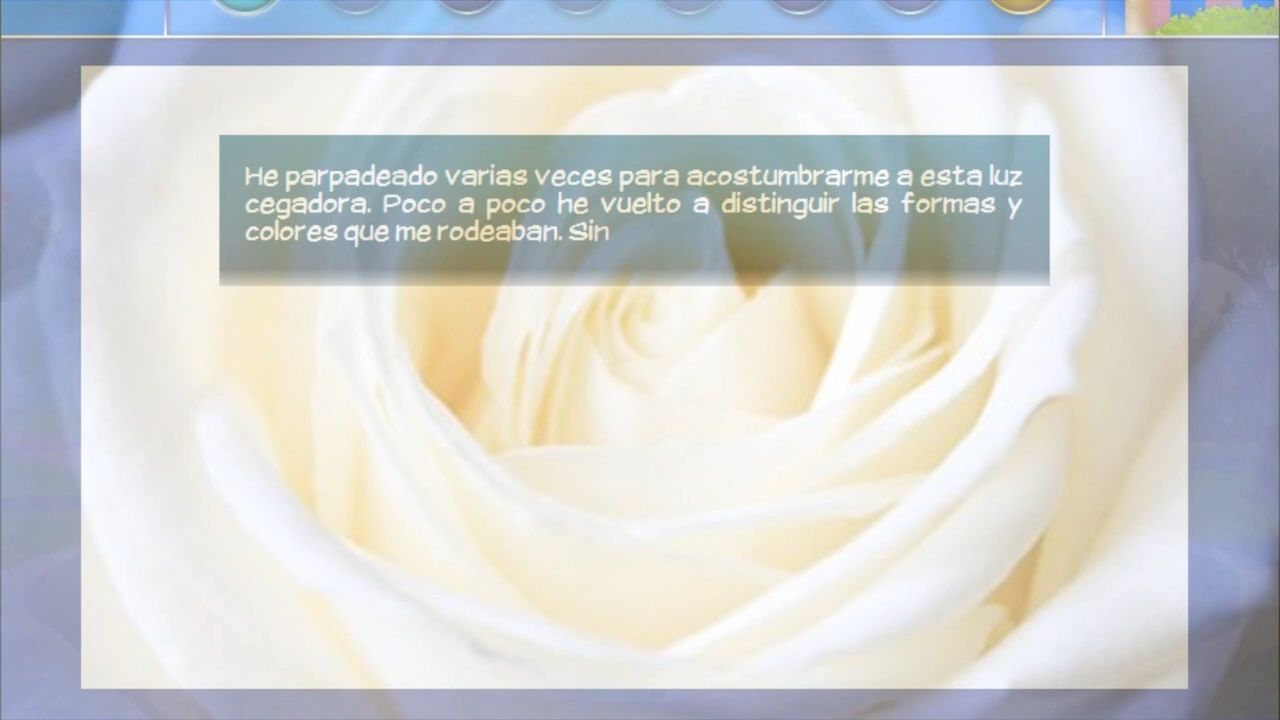 He parpadeado varias veces para acostumbrarme a esta luz
cegadora. Poco a poco he vuelto a distinguir las formas y
colores que me rodeaban. Sin